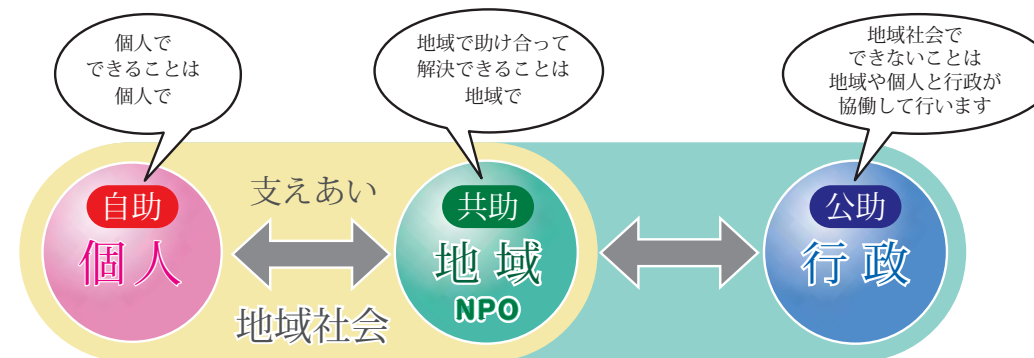 個人で
できることは
個人で
地域で助け合って
解決できることは
地域で
地域社会で
できないことは
地域や個人と行政が
協働して行います
自助
個人
支えあい
地域社会
共助
地域
NPO
公助
行政